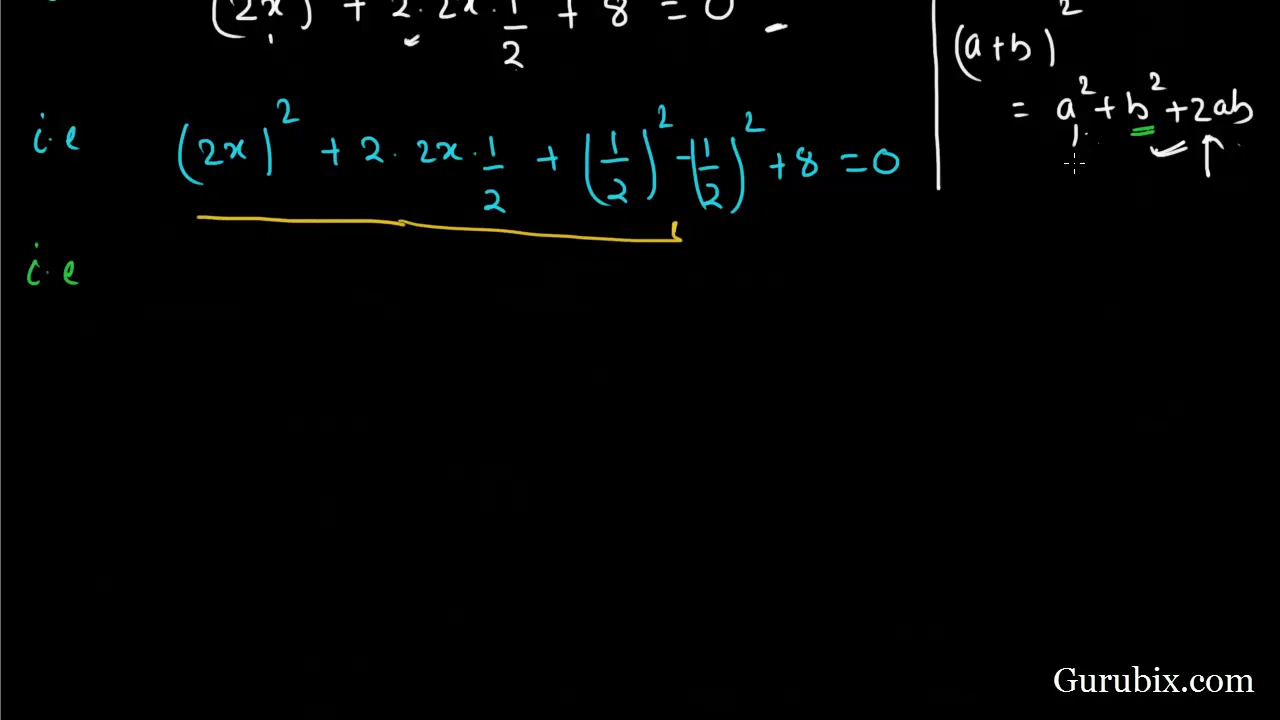 (2x) + 2 · 2x · 1/2 + 8 = 0
i.e (2x)² + 2 · 2x · 1/2 + (1/2)² - (1/2)² + 8 = 0
i.e
(a+b)²
= a² + b² + 2ab
Gurubix.com